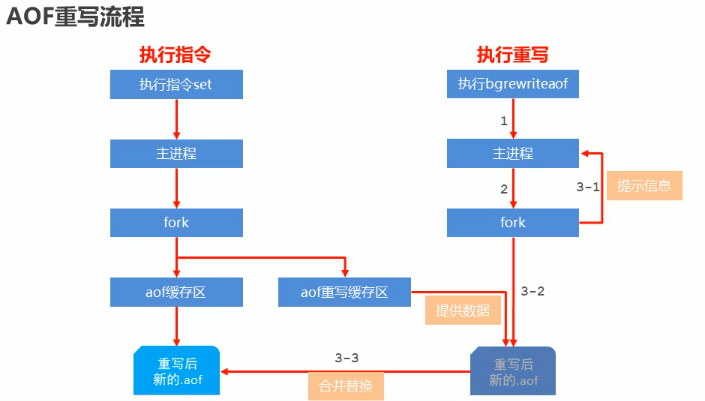 AOF重写流程
执行指令
执行重写
执行指令set
执行bgrewriteaof
1
主进程
主进程
2
3-1
提示信息
fork
fork
aof缓存区
aof重写缓存区
3-2
提供数据
重写后
新的.aof
3-3
合并替换
重写后
新的.aof